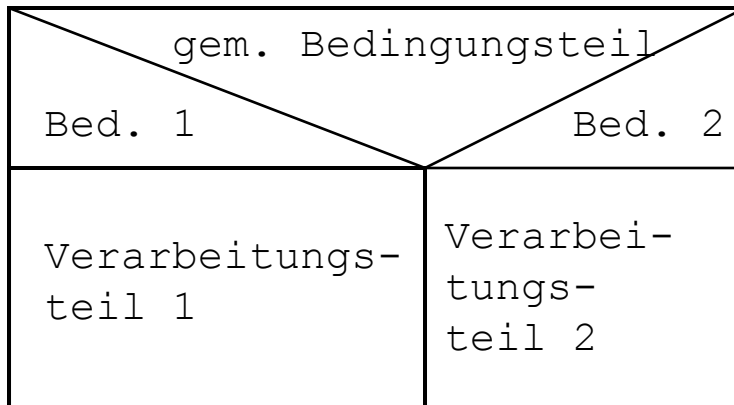 gem. Bedingungsteil
Bed. 1
Bed. 2
Verarbeitungs-
teil 1
Verarbei-
tungs-
teil 2